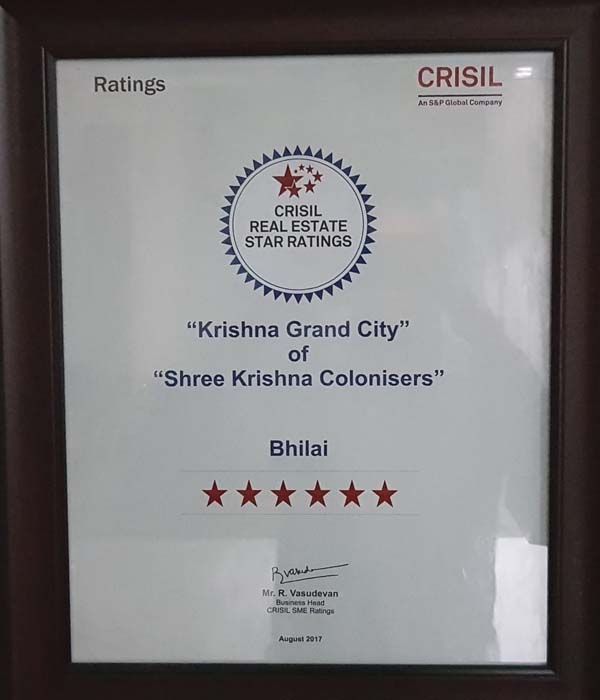 Ratings
CRISIL
An S&P Global Company
CRISIL
REAL ESTATE
STAR RATINGS
“Krishna Grand City”
of
“Shree Krishna Colonisers”
Bhilai
Mr. R. Vasudevan
Business Head
CRISIL SME Ratings
August 2017